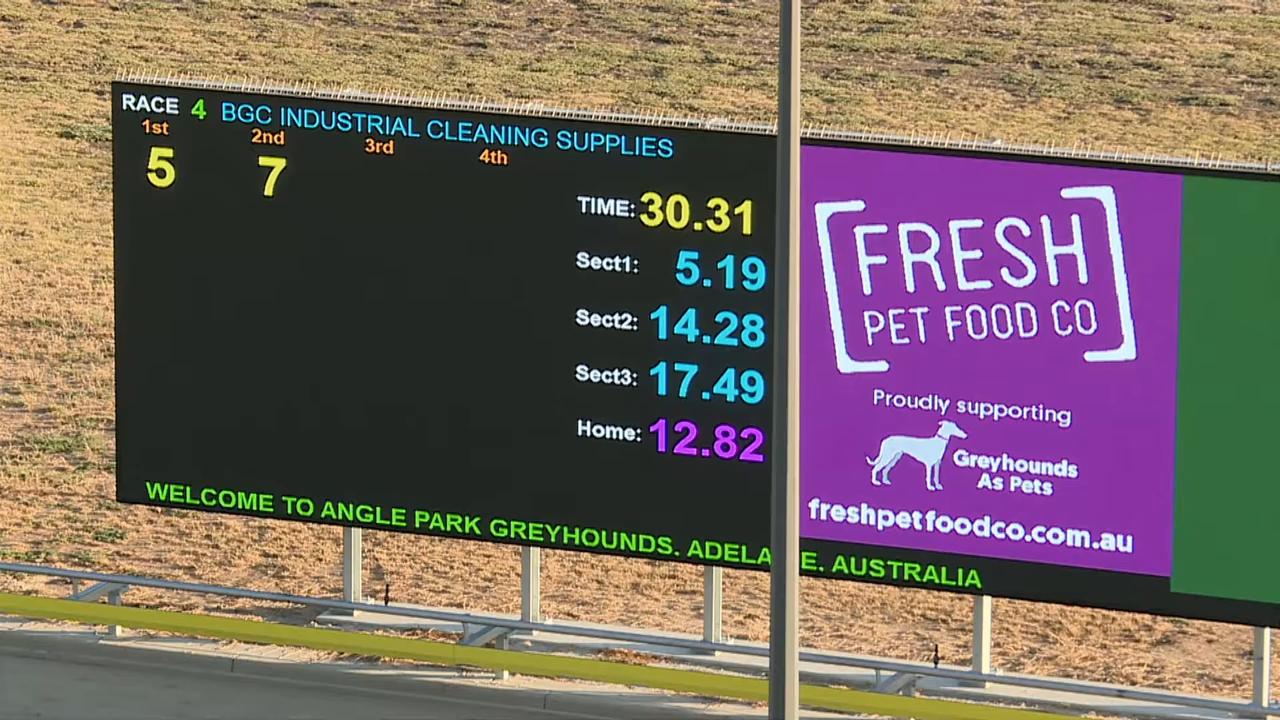 RACE 4 BGC INDUSTRIAL CLEANING SUPPLIES
1st 2nd 3rd 4th
5 7
TIME: 30.31
Sect1: 5.19
Sect2: 14.28
Sect3: 17.49
Home: 12.82
WELCOME TO ANGLE PARK GREYHOUNDS. ADELA E. AUSTRALIA
[FRESH
PET FOOD CO]
Proudly supporting
Greyhounds
As Pets
freshpetfoodco.com.au